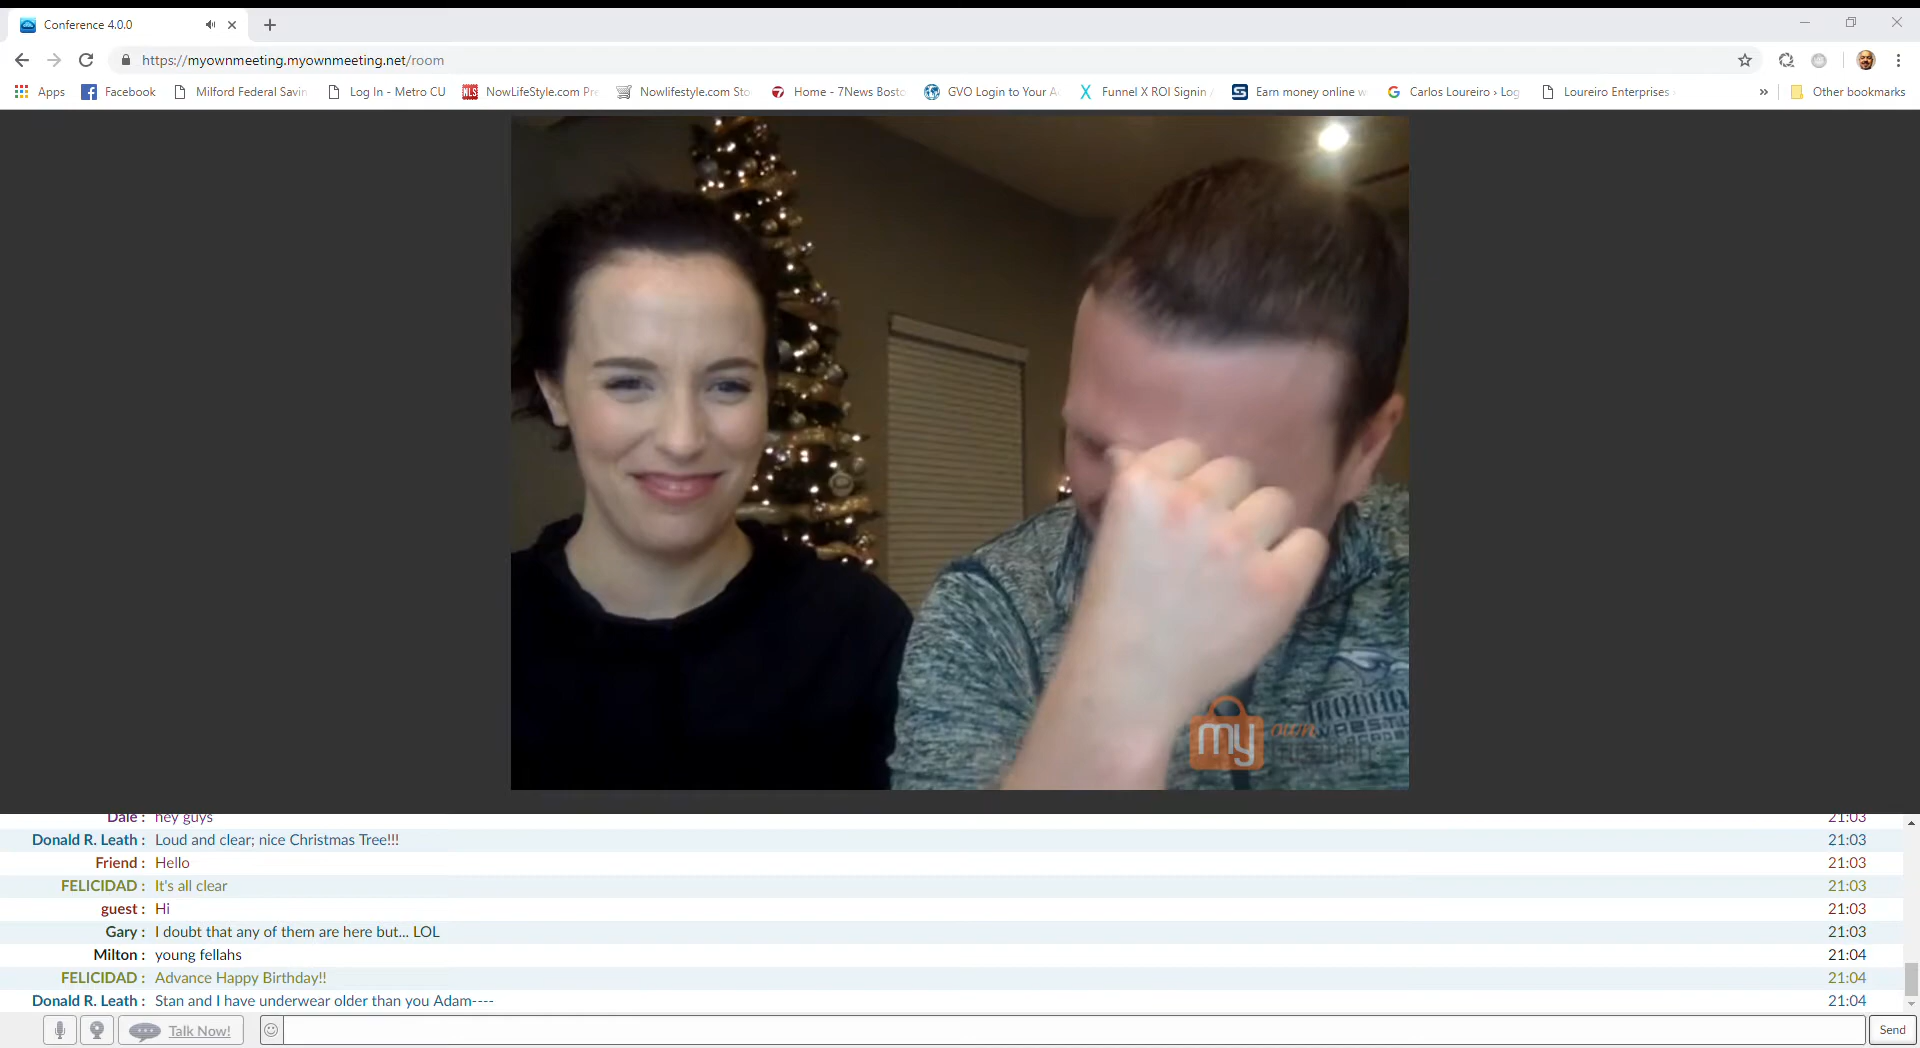 Conference 4.0.0
https://myownmeeting.myownmeeting.net/room
Apps Facebook Milford Federal Savin Log In - Metro CU NLS NowLifeStyle.com Pre Nowlifestyle.com Sto Home - 7News Bosto GVO Login to Your A Funnel X ROI Signin Earn money online w Carlos Loureiro › Log Loureiro Enterprises » Other bookmarks
my own
Dale : hey guys 21:03
Donald R. Leath : Loud and clear; nice Christmas Tree!!! 21:03
Friend : Hello 21:03
FELICIDAD : It's all clear 21:03
guest : Hi 21:03
Gary : I doubt that any of them are here but... LOL 21:03
Milton : young fellahs 21:04
FELICIDAD : Advance Happy Birthday!! 21:04
Donald R. Leath : Stan and I have underwear older than you Adam---- 21:04
Talk Now! Send